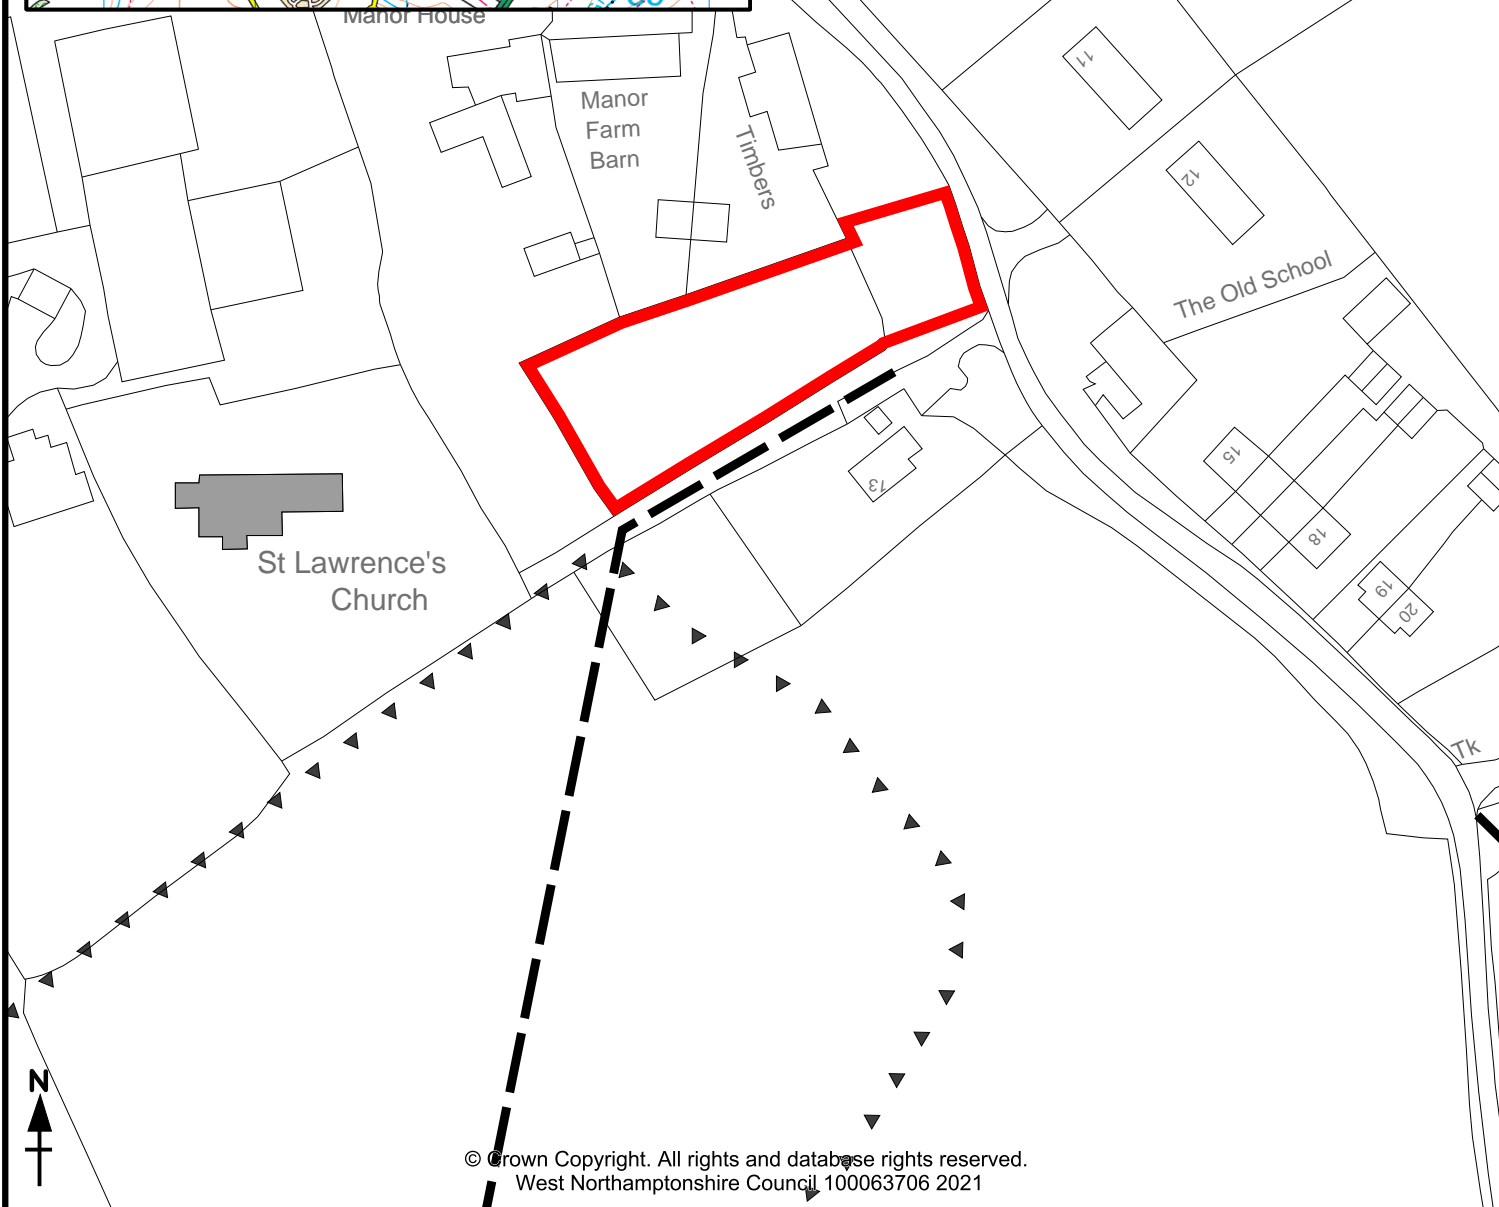 Manor House
Manor
Farm
Barn
Timbers
11
12
The Old School
15
18
19
20
73
St Lawrence's
Church
Tk
N
© Crown Copyright. All rights and database rights reserved.
West Northamptonshire Council 100063706 2021